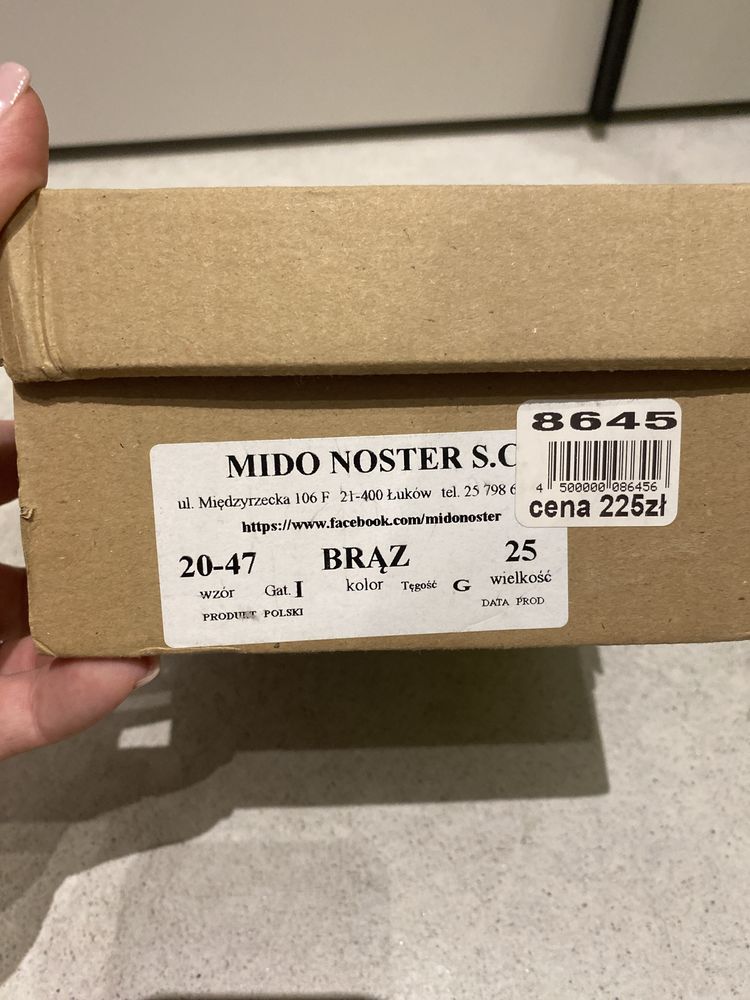 MIDO NOSTER S.C
ul. Międzyrzecka 106 F 21-400 Łuków tel. 25 798 6
https://www.facebook.com/midonoster
20-47 BRĄZ 25
wzór Gat. I kolor Tęgość G wielkość
PRODUKT POLSKI DATA PROD
8645
4 500000 086456
cena 225zł